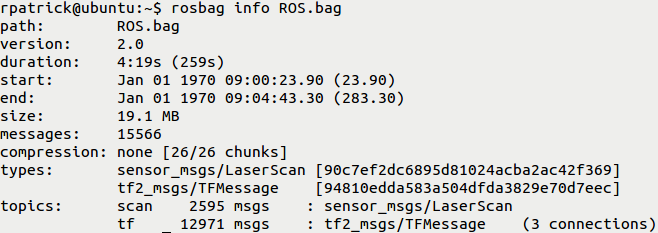 rpatrick@ubuntu:~$ rosbag info ROS.bag
path:        ROS.bag
version:     2.0
duration:    4:19s (259s)
start:       Jan 01 1970 09:00:23.90 (23.90)
end:         Jan 01 1970 09:04:43.30 (283.30)
size:        19.1 MB
messages:    15566
compression: none [26/26 chunks]
types:       sensor_msgs/LaserScan [90c7ef2dc6895d81024acba2ac42f369]
             tf2_msgs/TFMessage    [94810edda583a504dfda3829e70d7eec]
topics:      scan    2595 msgs    : sensor_msgs/LaserScan
             tf   _ 12971 msgs    : tf2_msgs/TFMessage    (3 connections)